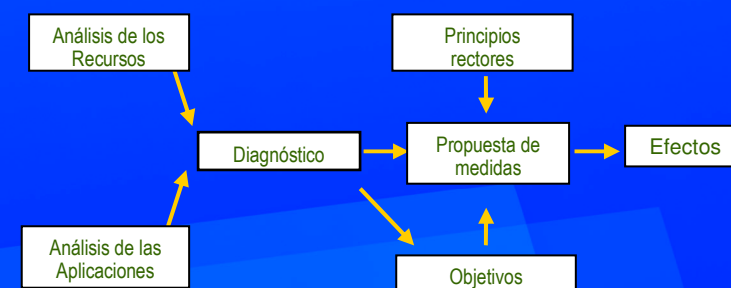 Análisis de los
Recursos
Principios
rectores
Diagnóstico
Propuesta de
medidas
Efectos
Análisis de las
Aplicaciones
Objetivos